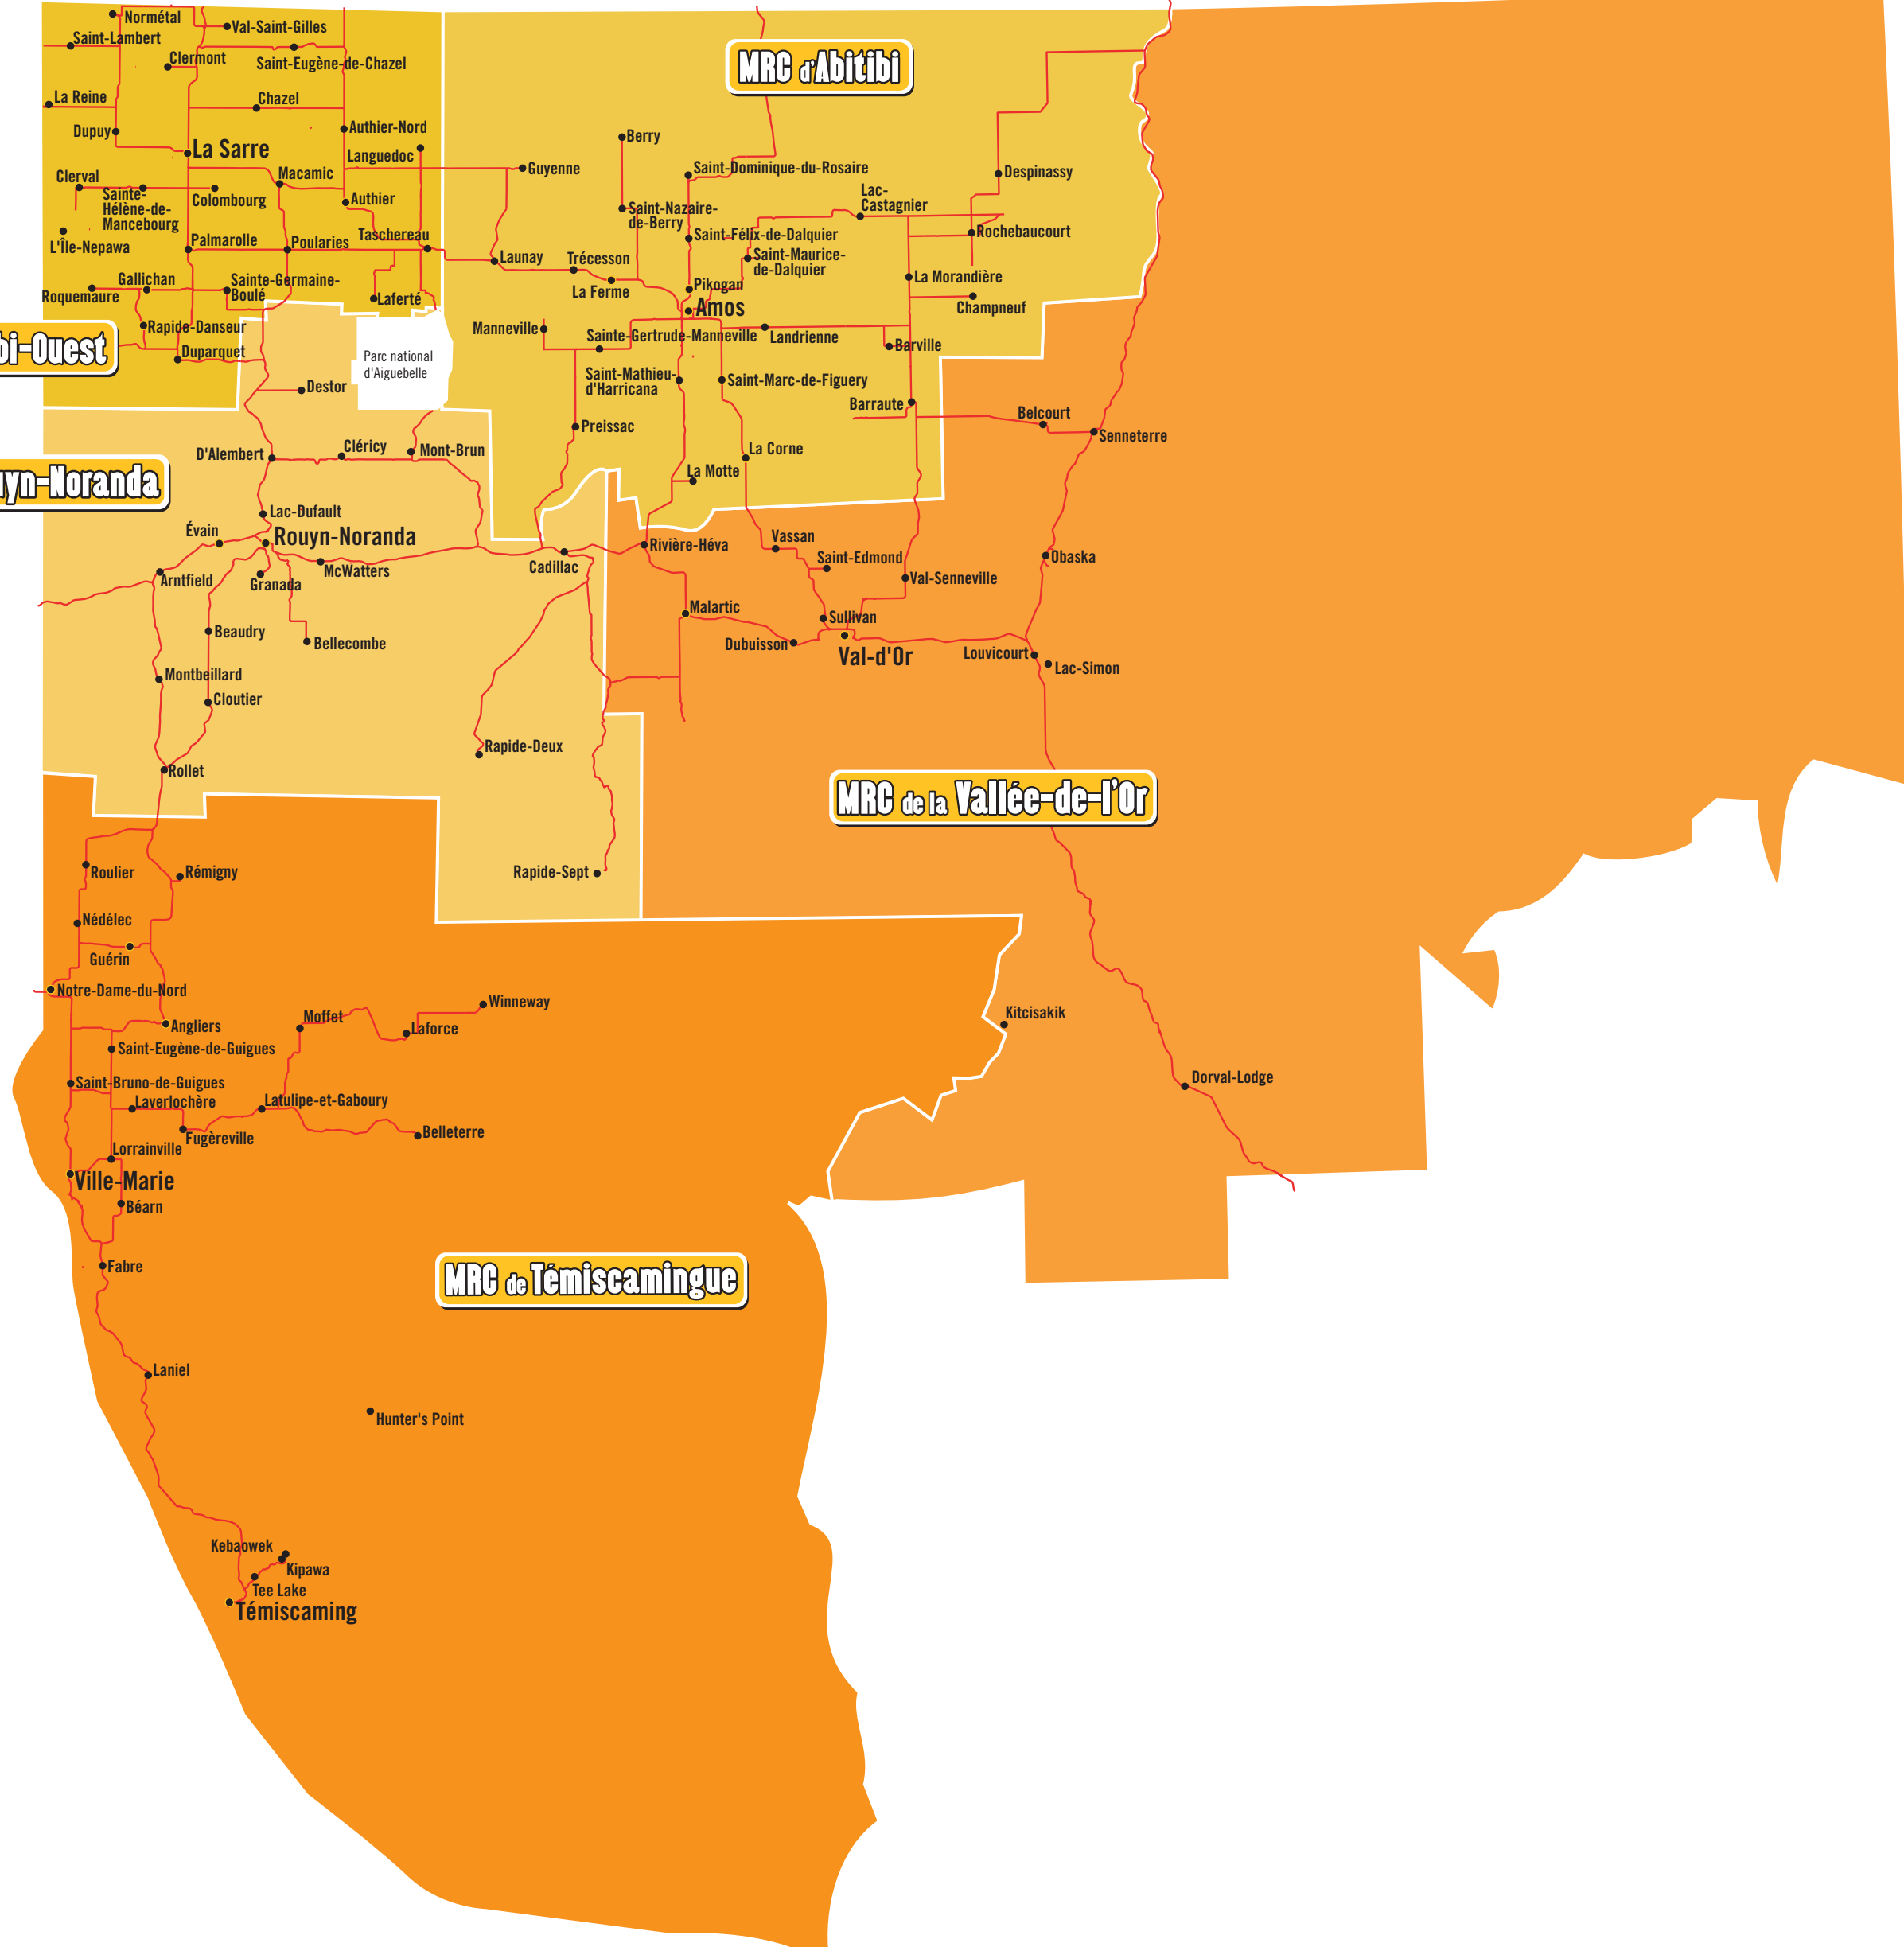 Normétal
Val-Saint-Gilles
Saint-Lambert
Clermont
Saint-Eugène-de-Chazel
MRC d'Abitibi
La Reine
Chazel
Dupuy
Authier-Nord
Berry
La Sarre
Languedoc
Guyenne
Saint-Dominique-du-Rosaire
Despinassy
Clerval
Macamic
Sainte-
Hélène-de-
Mancebourg
Colombourg
Authier
Lac-
Castagnier
Saint-Nazaire-
de-Berry
L'Île-Nepawa
Palmarolle
Poularies
Taschereau
Saint-Félix-de-Dalquier
Rochebaucourt
Launay
Trécesson
Saint-Maurice-
de-Dalquier
Gallichan
Sainte-Germaine-
Boulé
La Ferme
Pikogan
La Morandière
Roquemaure
Laferté
Amos
Champneuf
Rapide-Danseur
Manneville
Sainte-Gertrude-Manneville
Landrienne
Barville
bi-Ouest
Duparquet
Parc national
d'Aiguebelle
Destor
Saint-Mathieu-
d'Harricana
Saint-Marc-de-Figuery
Barraute
Belcourt
Senneterre
Preissac
D'Alembert
Cléricy
Mont-Brun
La Corne
La Motte
yn-Noranda
Lac-Dufault
Évain
Rouyn-Noranda
Rivière-Héva
Vassan
Saint-Edmond
Obaska
McWatters
Cadillac
Arntfield
Granada
Val-Senneville
Malartic
Sullivan
Beaudry
Bellecombe
Dubuisson
Val-d'Or
Louvicourt
Lac-Simon
Montbeillard
Cloutier
Rapide-Deux
Rollet
MRC de la Vallée-de-l'Or
Roulier
Rémigny
Rapide-Sept
Nédélec
Guérin
Notre-Dame-du-Nord
Winneway
Moffet
Laforce
Kitcisakik
Angliers
Saint-Eugène-de-Guigues
Dorval-Lodge
Saint-Bruno-de-Guigues
Laverlochère
Latulipe-et-Gaboury
Fugèreville
Belleterre
Lorrainville
Ville-Marie
Béarn
Fabre
MRC de Témiscamingue
Laniel
Hunter's Point
Kebaowek
Kipawa
Tee Lake
Témiscaming